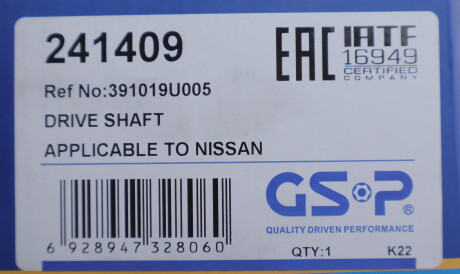 241409
EAC
IATF
16949
CERTIFIED
COMPANY
Ref No:391019U005
DRIVE SHAFT
APPLICABLE TO NISSAN
GSP®
QUALITY DRIVEN PERFORMANCE
6 928947 328060
QTY:1 K22